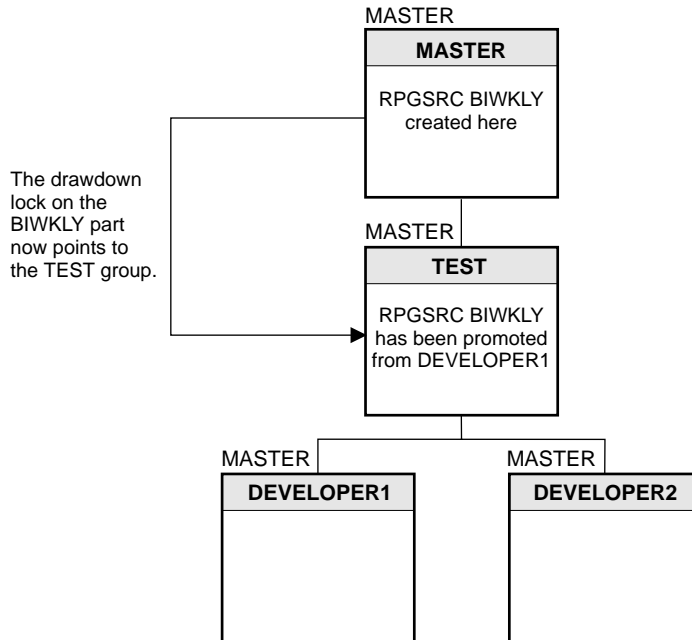 MASTER
MASTER
RPGSRC BIWKLY
created here
The drawdown
lock on the
BIWKLY part
now points to
the TEST group.
MASTER
TEST
RPGSRC BIWKLY
has been promoted
from DEVELOPER1
MASTER
DEVELOPER1
MASTER
DEVELOPER2